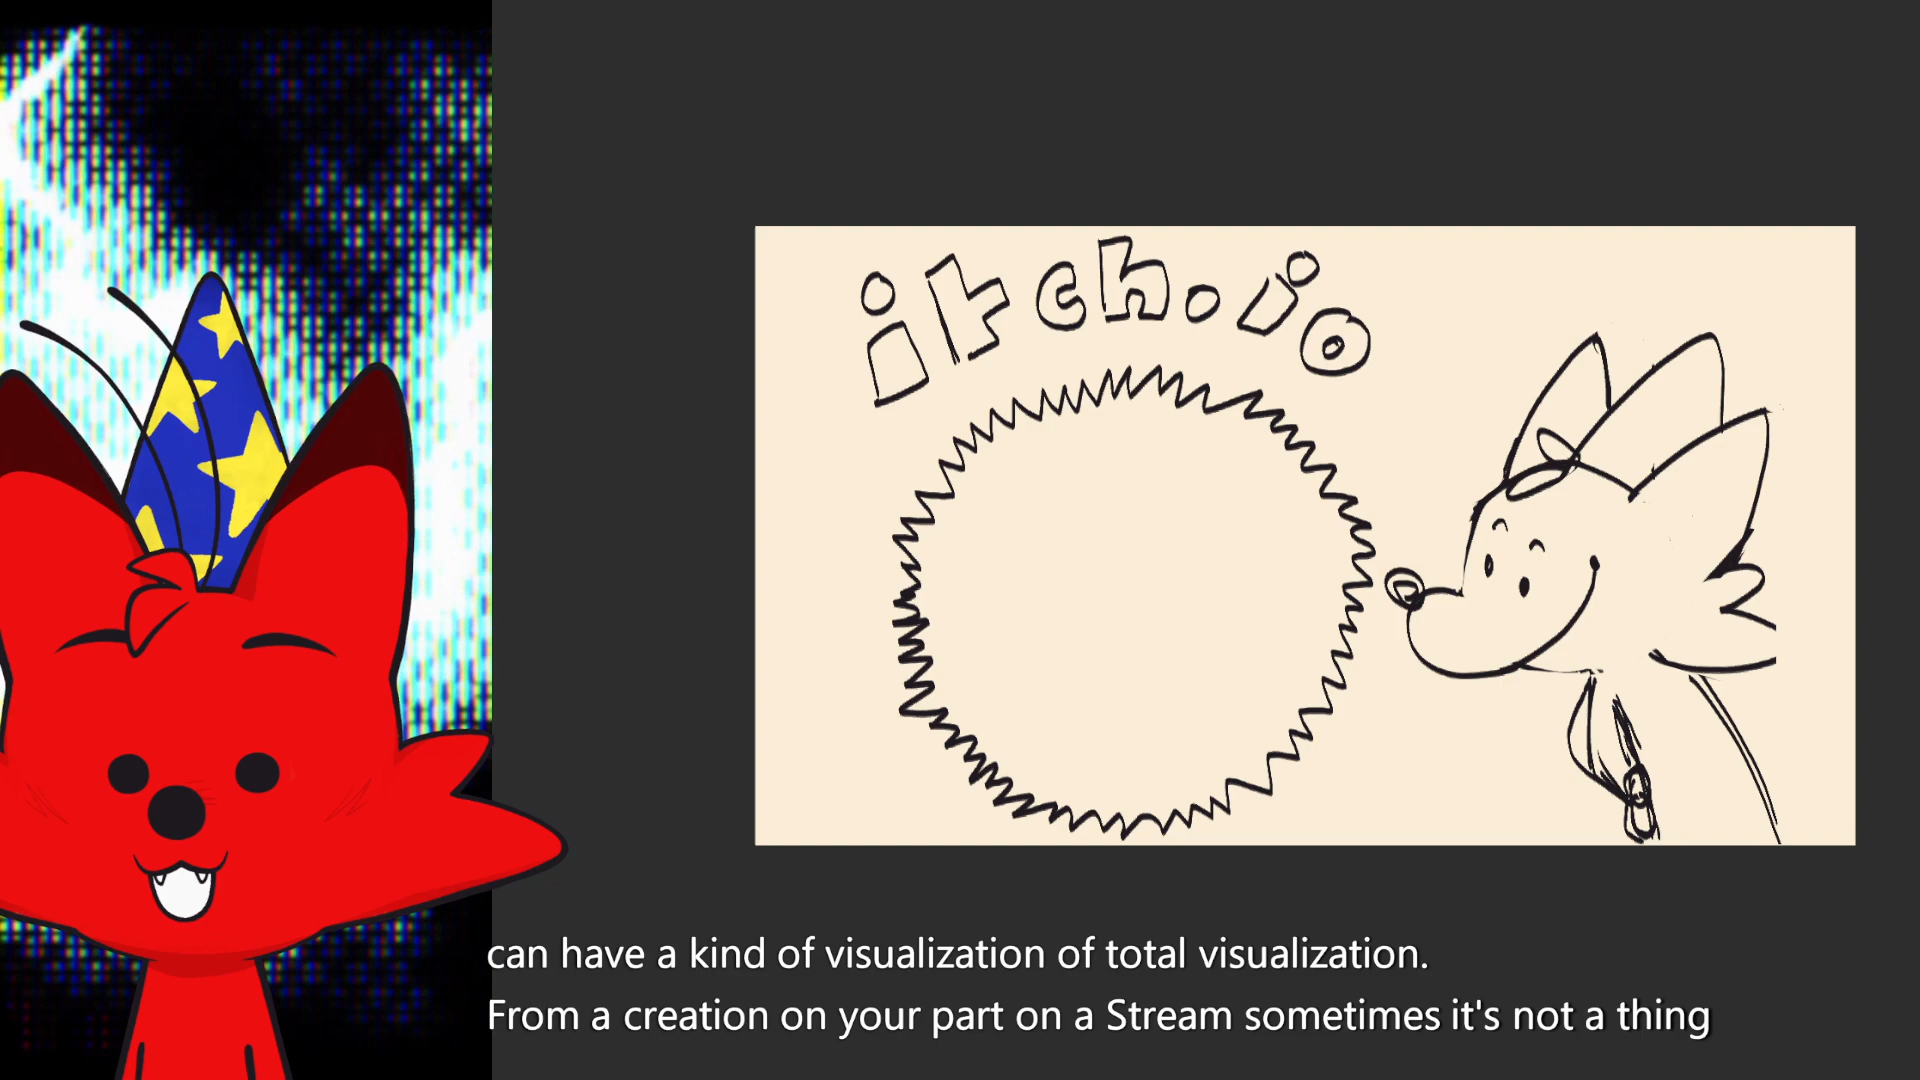 itch.io
can have a kind of visualization of total visualization.
From a creation on your part on a Stream sometimes it's not a thing